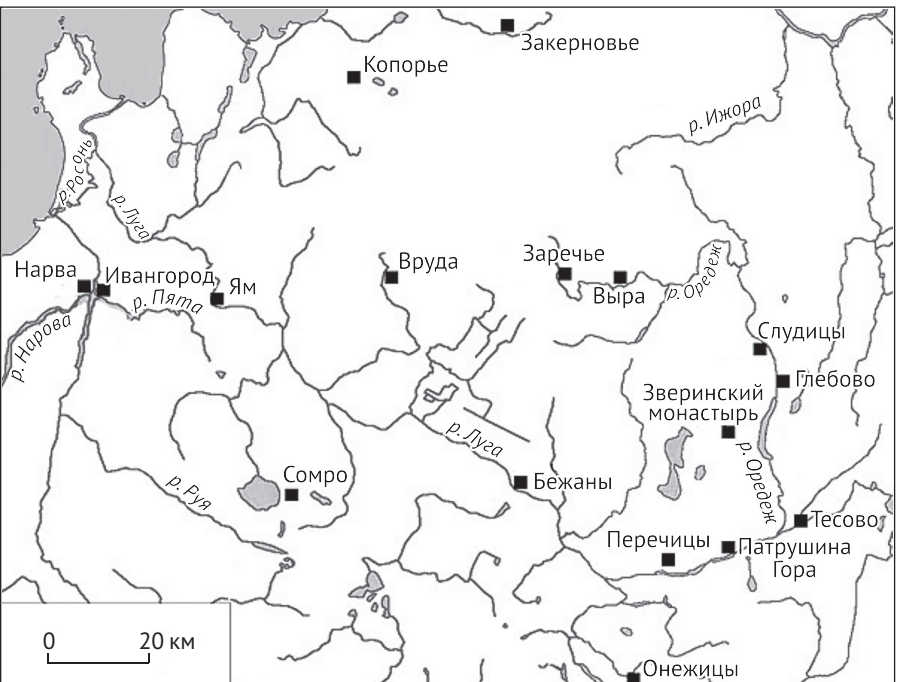 Закерновье
Копорье
р. Ижора
р. Росонь
р. Луга
Нарва
Ивангород
р. Пята
Ям
р. Нарова
Вруда
Заречье
Выра
р. Оредеж
Слудицы
Глебово
Зверинский
монастырь
р. Луга
р. Оредеж
Сомро
р. Руя
Бежаны
Тесово
Перечицы
Патрушина
Гора
0 20 км
Онежицы